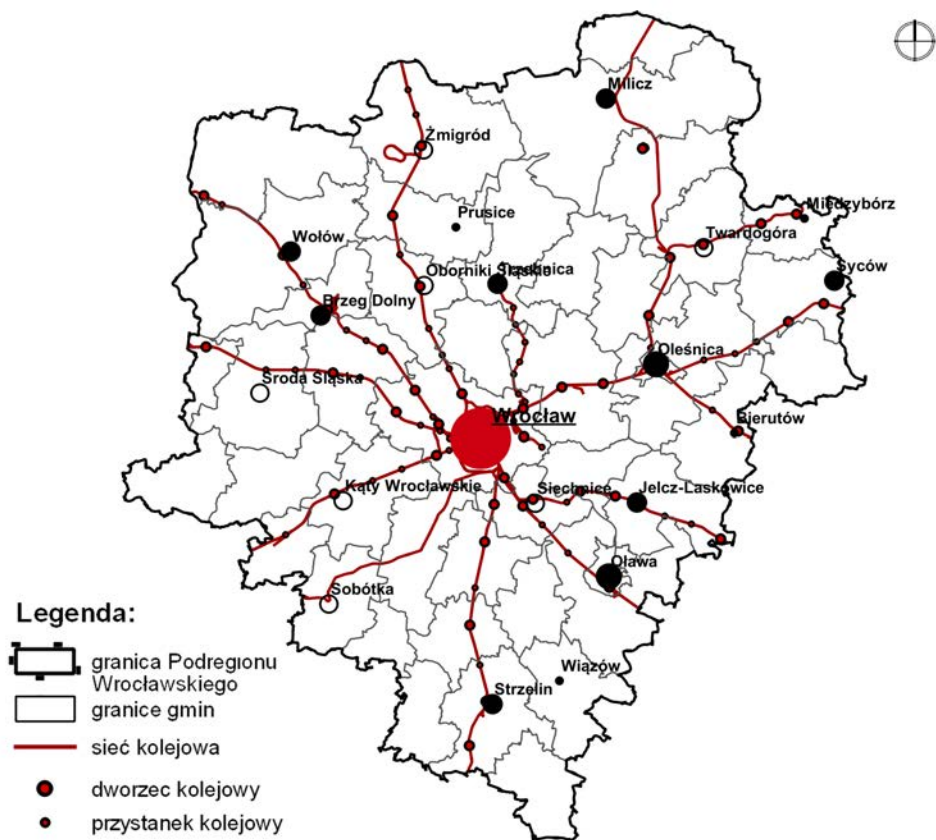 Milicz
Żmigród
Międzybórz
Prusice
Twardogóra
Wołów
Oborniki Śląskie
Trzebnica
Syców
Brzeg Dolny
Oleśnica
Środa Śląska
Wrocław
Bierutów
Kąty Wrocławskie
Siechnice
Jelcz-Laskowice
Oława
Sobótka
Wiązów
Strzelin
Legenda:
granica Podregionu
Wrocławskiego
granice gmin
sieć kolejowa
dworzec kolejowy
przystanek kolejowy